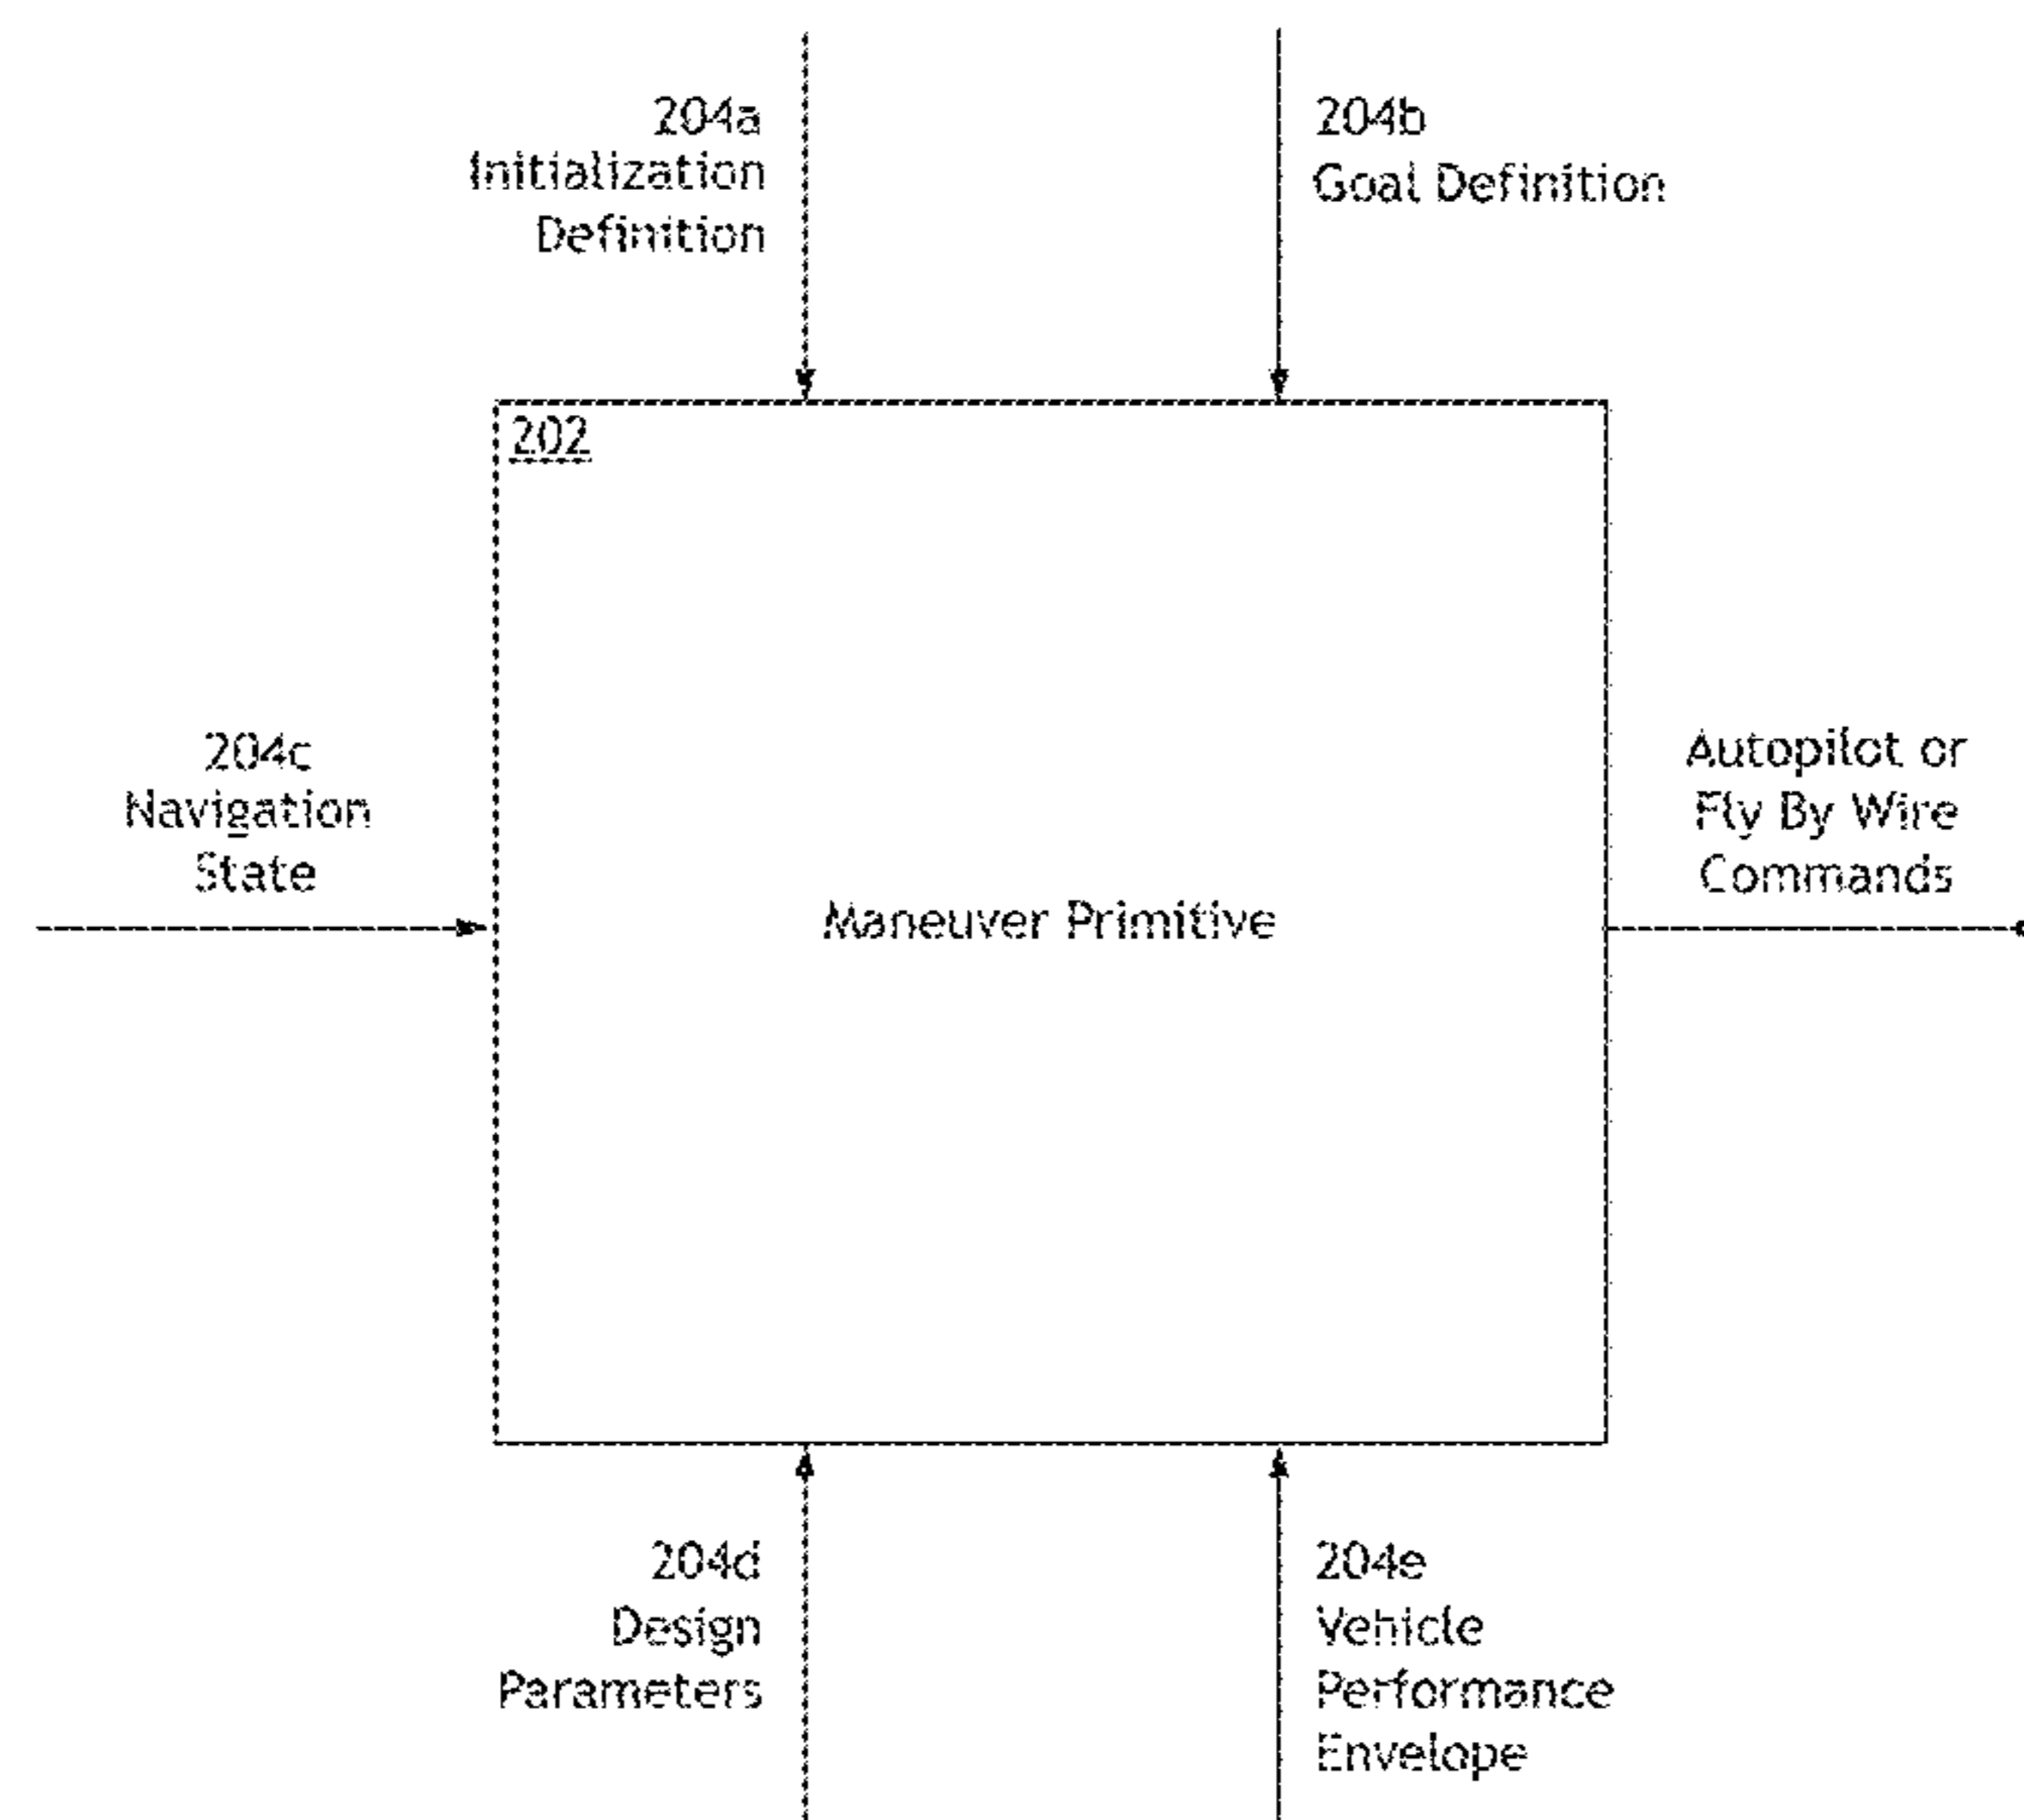 204a
Initialization
Definition
204b
Goal Definition
202
204c
Navigation
State
Maneuver Primitive
Autopilot or
Fly By Wire
Commands
204d
Design
Parameters
204e
Vehicle
Performance
Envelope